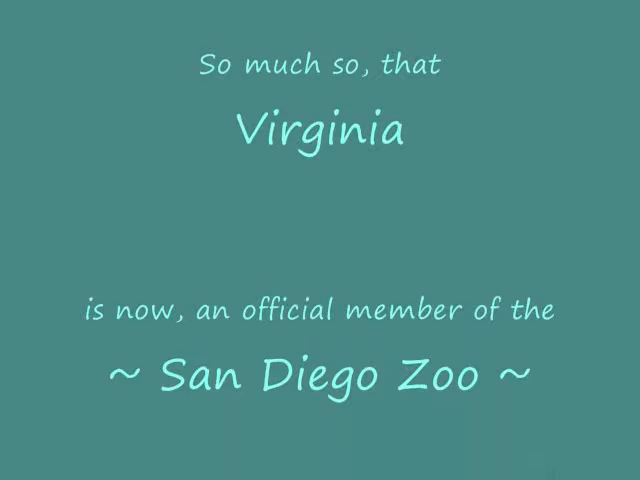 So much so, that
Virginia
is now, an official member of the
~ San Diego Zoo ~